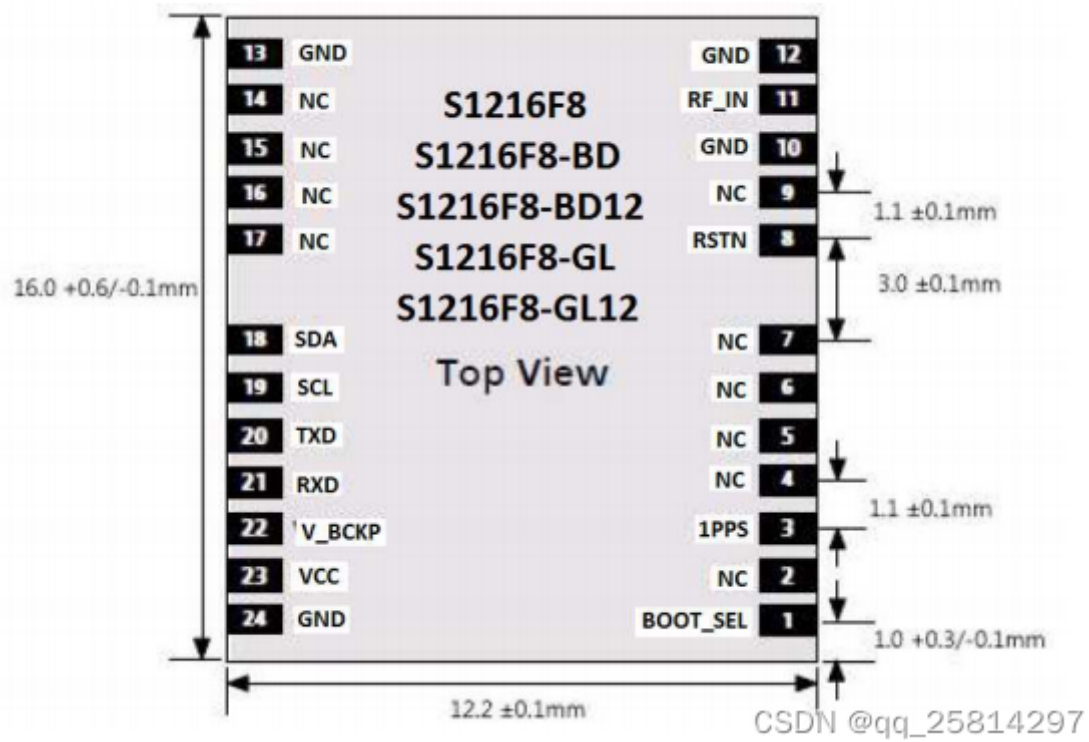 13 GND GND 12
14 NC RF_IN 11
S1216F8
15 NC GND 10
S1216F8-BD
16 NC NC 9
S1216F8-BD12
1.1 ±0.1mm
17 NC RSTN 8
S1216F8-GL
16.0 +0.6/-0.1mm
3.0 ±0.1mm
S1216F8-GL12
18 SDA NC 7
Top View
19 SCL NC 6
20 TXD NC 5
21 RXD NC 4
1.1 ±0.1mm
22 V_BCKP 1PPS 3
23 VCC NC 2
24 GND BOOT_SEL 1
1.0 +0.3/-0.1mm
12.2 ±0.1mm
CSDN @qq_25814297